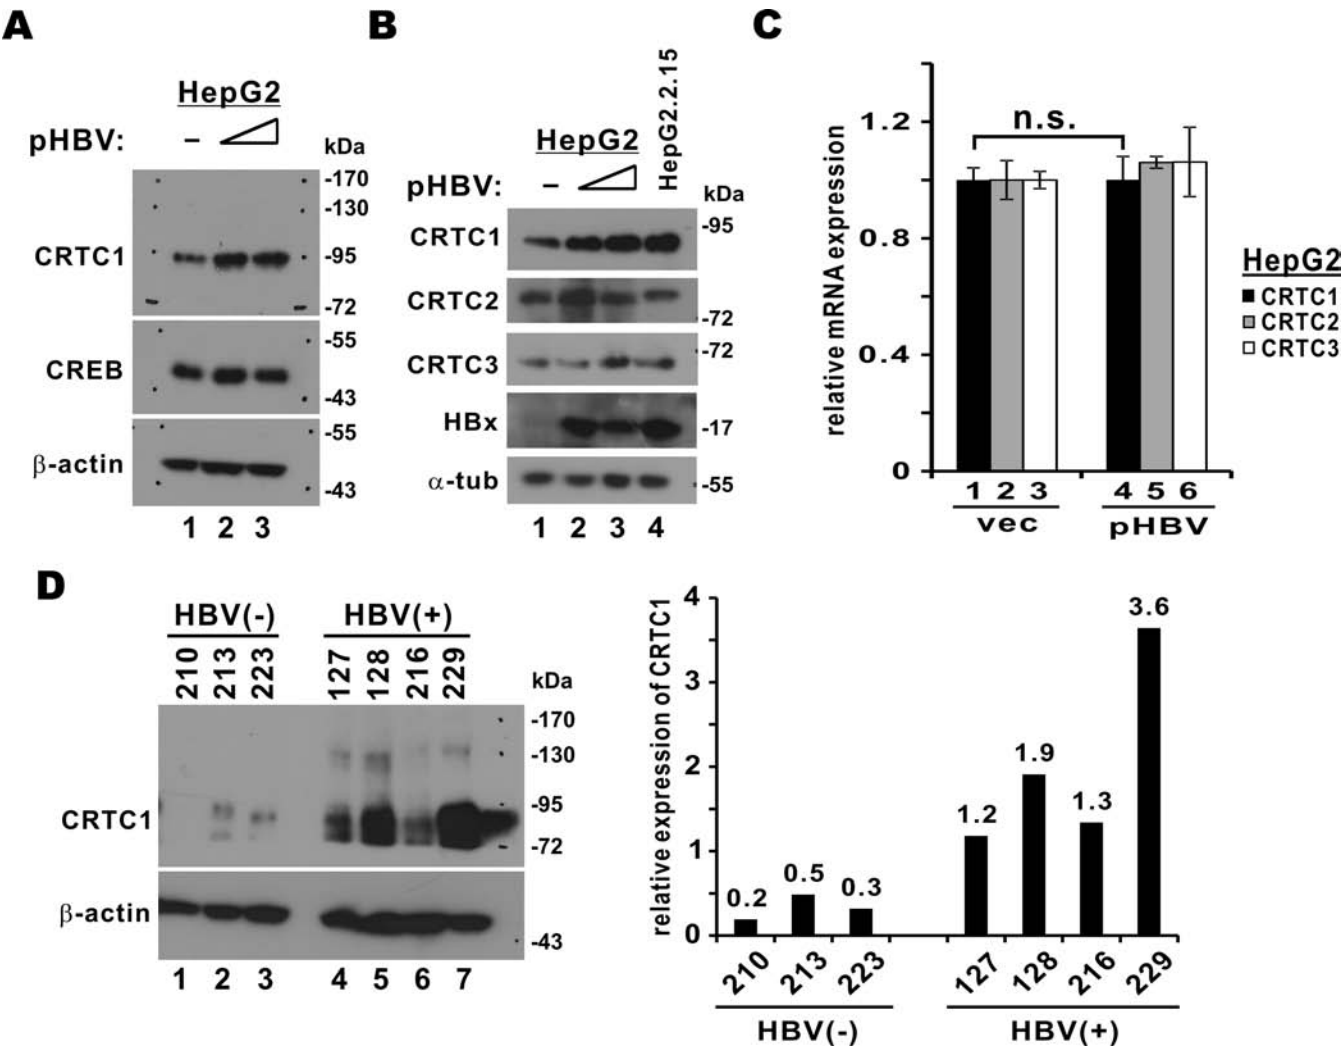 A
HepG2
pHBV: –
kDa
-170
-130
CRTC1
-95
-72
-55
CREB
-43
-55
β-actin
-43
1 2 3
B
HepG2
HepG2.2.15
pHBV: –
kDa
CRTC1
-95
CRTC2
-72
-72
CRTC3
HBx
-17
α-tub
-55
1 2 3 4
C
relative mRNA expression
1.2
0.8
0.4
0
n.s.
1 2 3
4 5 6
vec
pHBV
HepG2
CRTC1
CRTC2
CRTC3
D
HBV(-)
HBV(+)
210 213 223
127 128 216 229
kDa
-170
-130
-95
CRTC1
-72
β-actin
-43
1 2 3 4 5 6 7
relative expression of CRTC1
4
3
2
1
0
0.2
0.5
0.3
1.2
1.9
1.3
3.6
210 213 223
127 128 216 229
HBV(-)
HBV(+)